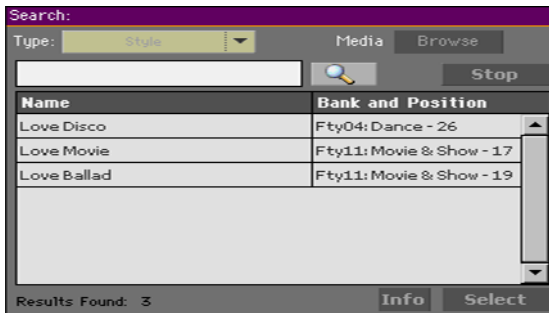 Search:
Type: Style Media Browse
Stop
Name Bank and Position
Love Disco Fty04: Dance - 26
Love Movie Fty11: Movie & Show - 17
Love Ballad Fty11: Movie & Show - 19
Results Found: 3 Info Select